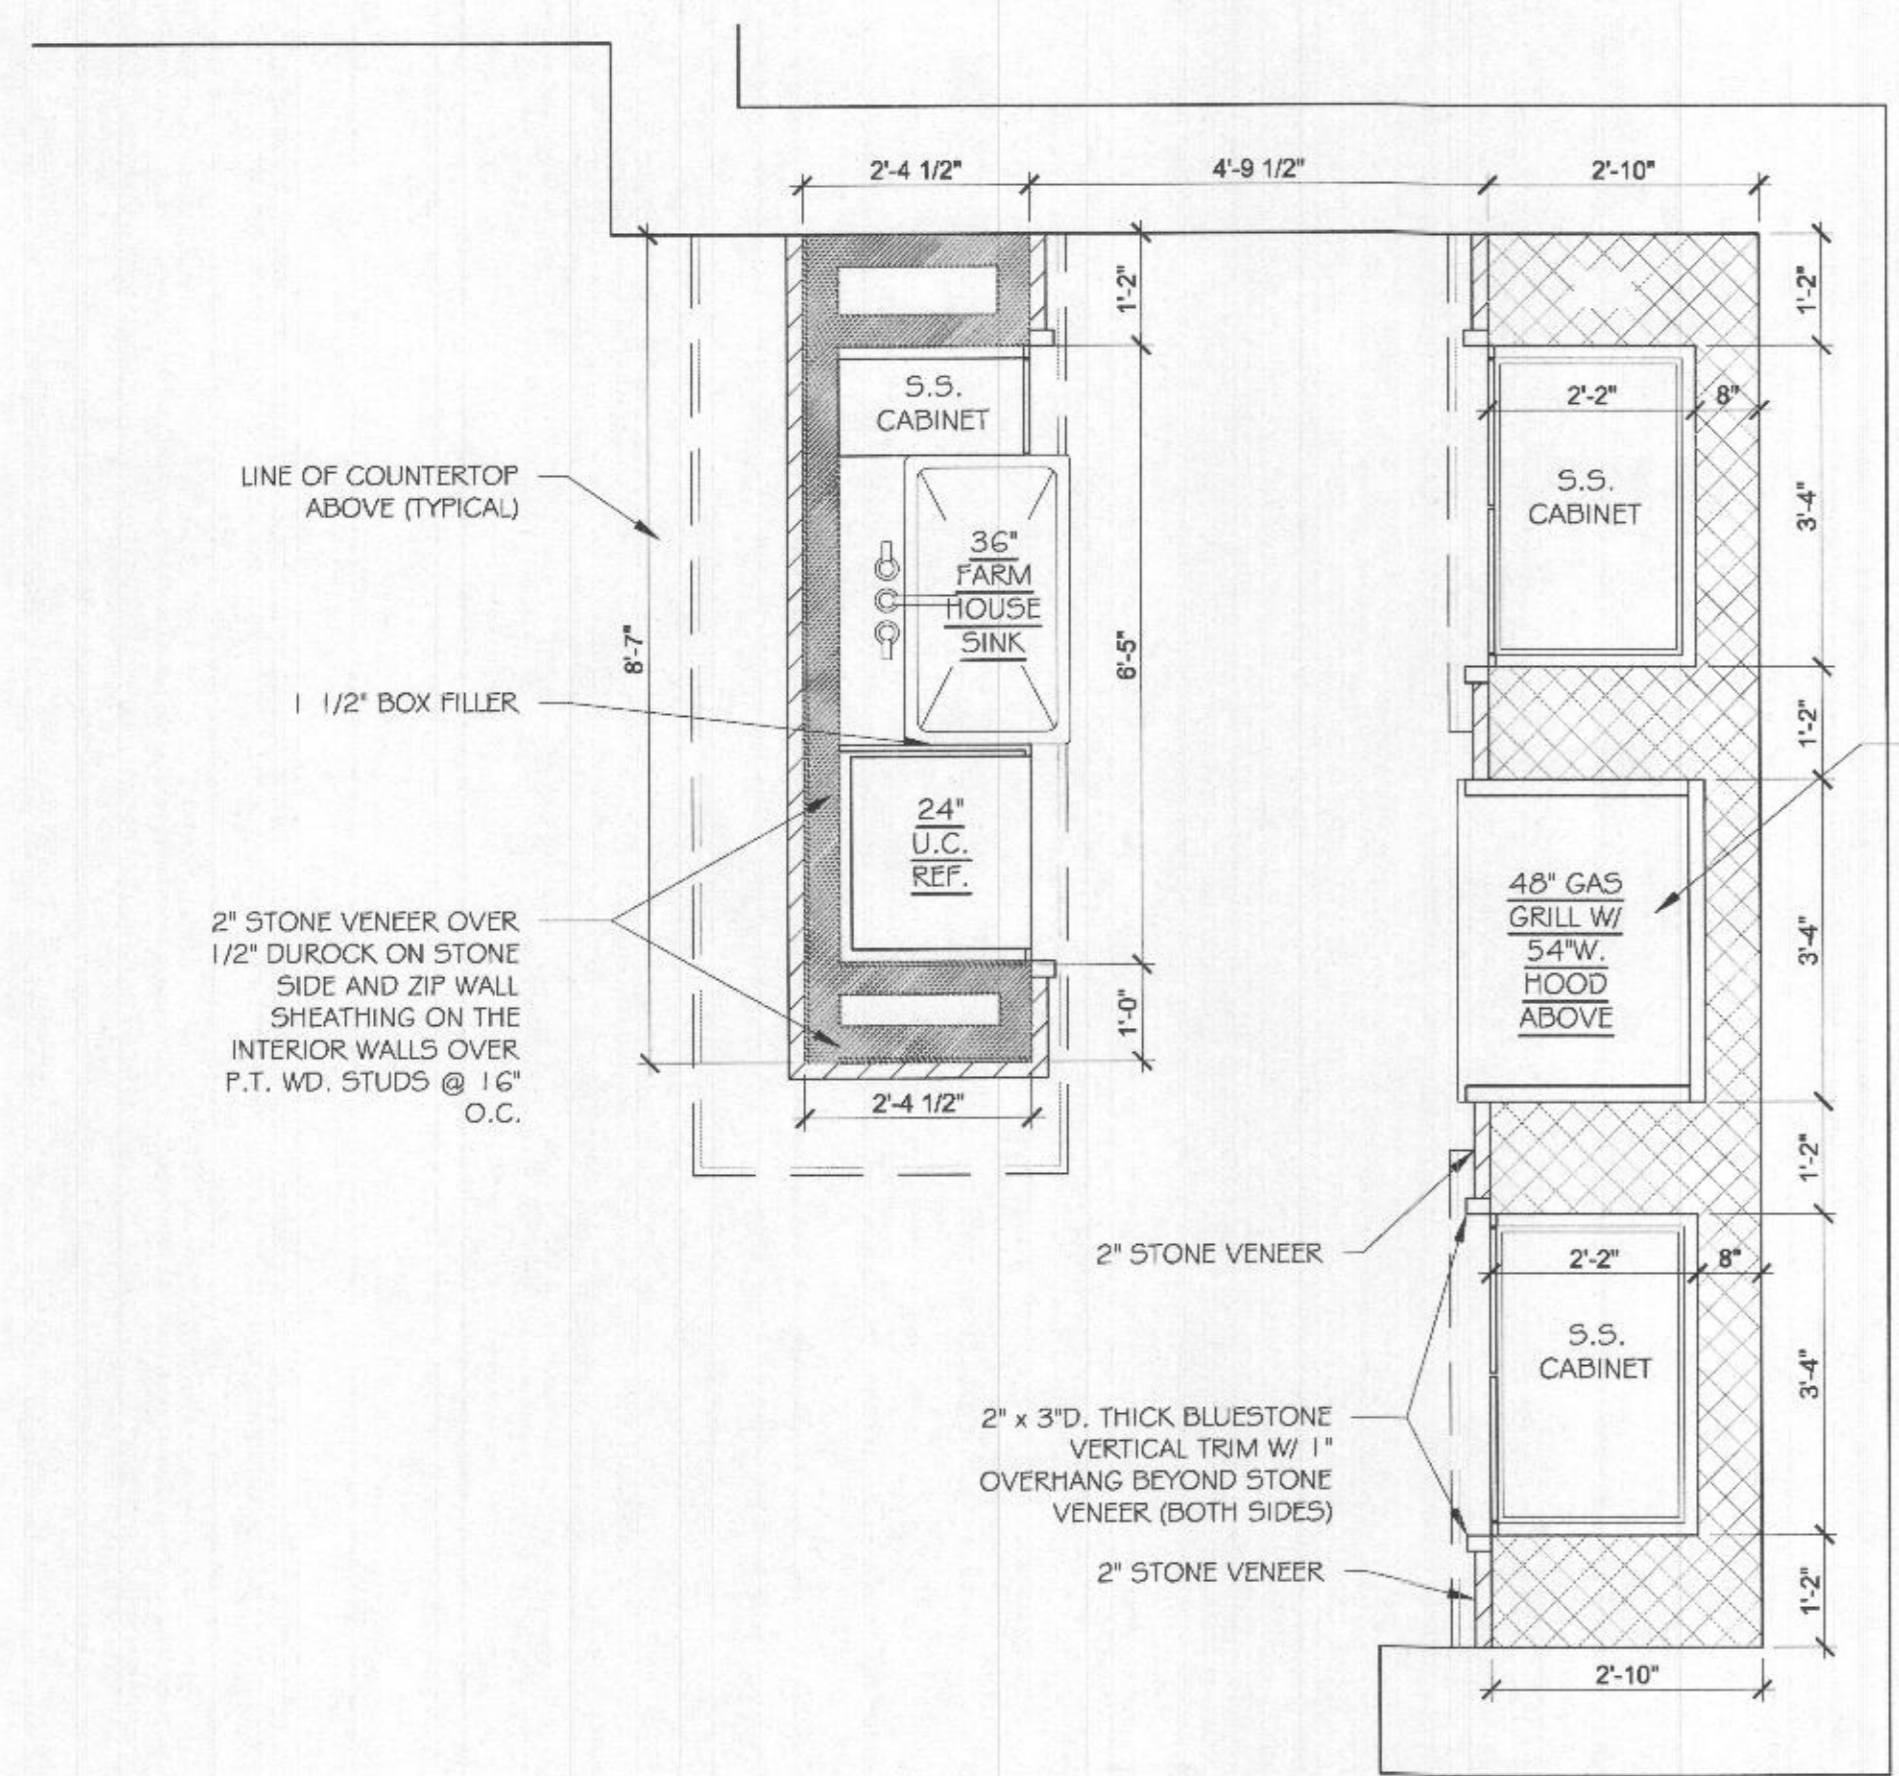 2'-4 1/2"
4'-9 1/2"
2'-10"
1'-2"
1'-2"
S.S.
CABINET
2'-2"
8"
LINE OF COUNTERTOP
ABOVE (TYPICAL)
S.S.
CABINET
3'-4"
36"
FARM
HOUSE
SINK
8'-7"
6'-5"
1 1/2" BOX FILLER
1'-2"
24"
U.C.
REF.
48" GAS
GRILL W/
54"W.
HOOD
ABOVE
3'-4"
2" STONE VENEER OVER
1/2" DUROCK ON STONE
SIDE AND ZIP WALL
SHEATHING ON THE
INTERIOR WALLS OVER
P.T. WD. STUDS @ 16"
O.C.
1'-0"
2'-4 1/2"
1'-2"
2" STONE VENEER
2'-2"
8"
S.S.
CABINET
3'-4"
2" x 3"D. THICK BLUESTONE
VERTICAL TRIM W/ 1"
OVERHANG BEYOND STONE
VENEER (BOTH SIDES)
2" STONE VENEER
1'-2"
2'-10"